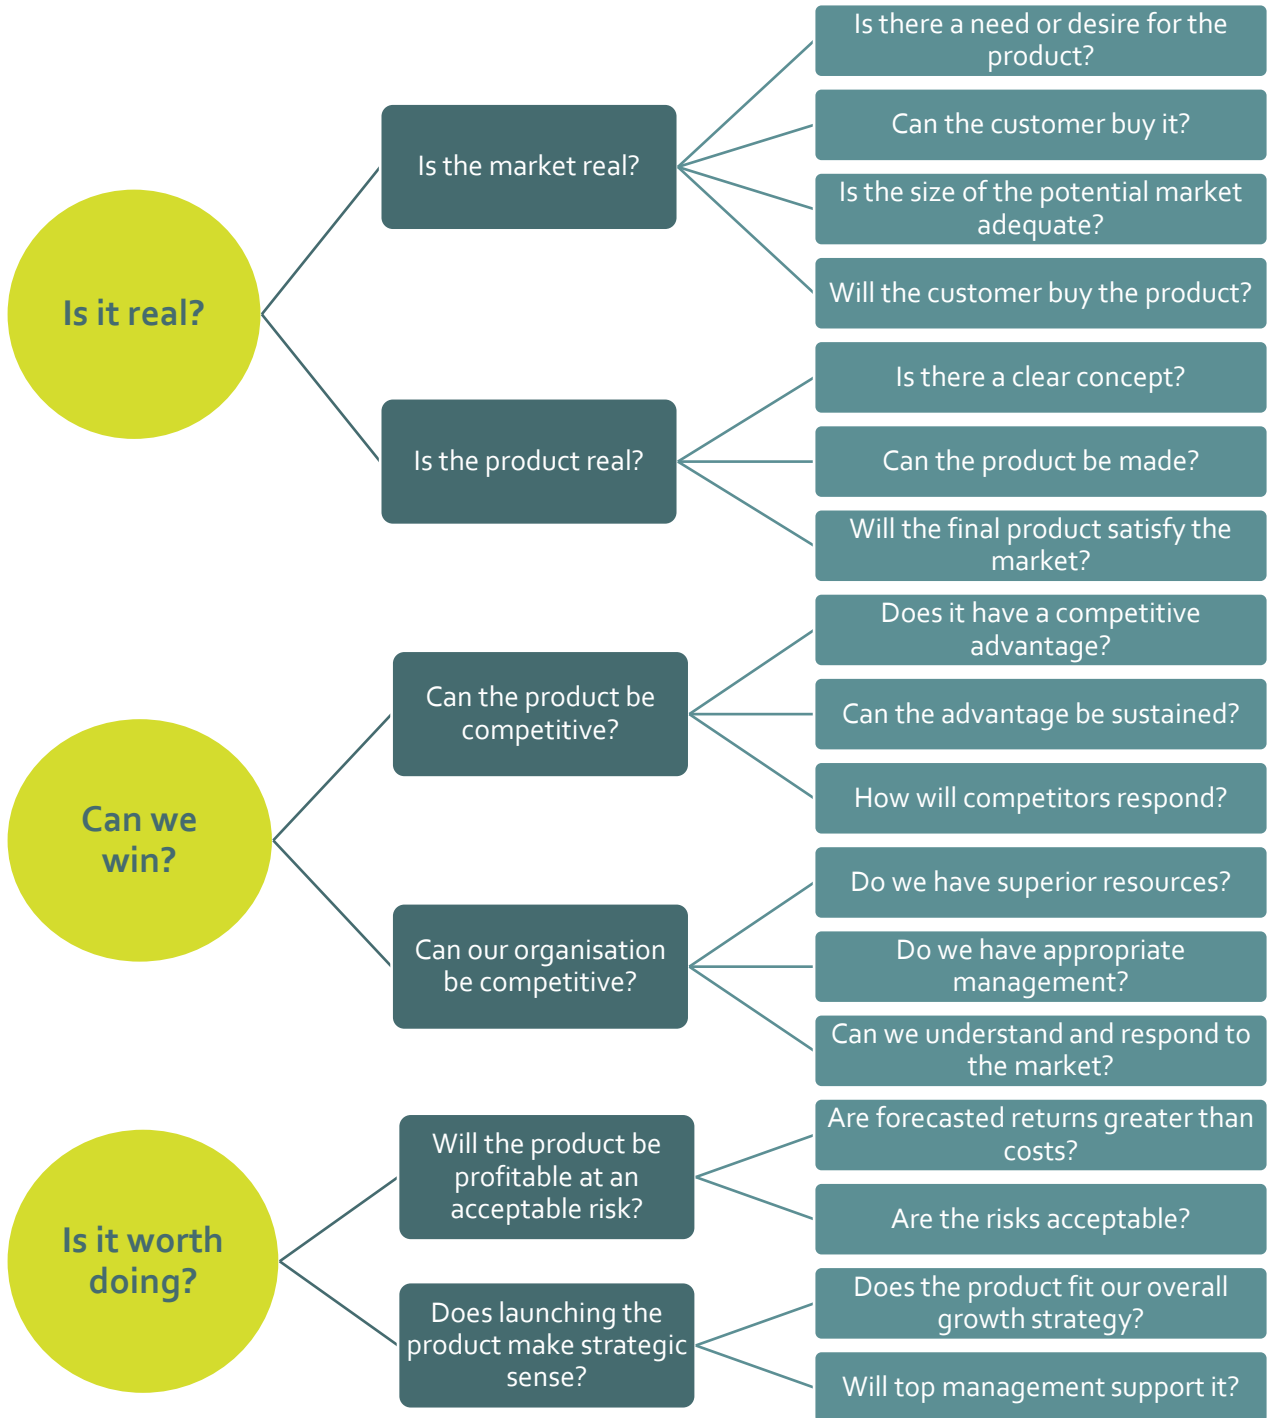 Is it real?
Is the market real?
Is there a need or desire for the
product?
Can the customer buy it?
Is the size of the potential market
adequate?
Will the customer buy the product?
Is the product real?
Is there a clear concept?
Can the product be made?
Will the final product satisfy the
market?
Can we
win?
Can the product be
competitive?
Does it have a competitive
advantage?
Can the advantage be sustained?
How will competitors respond?
Can our organisation
be competitive?
Do we have superior resources?
Do we have appropriate
management?
Can we understand and respond to
the market?
Is it worth
doing?
Will the product be
profitable at an
acceptable risk?
Are forecasted returns greater than
costs?
Are the risks acceptable?
Does launching the
product make strategic
sense?
Does the product fit our overall
growth strategy?
Will top management support it?